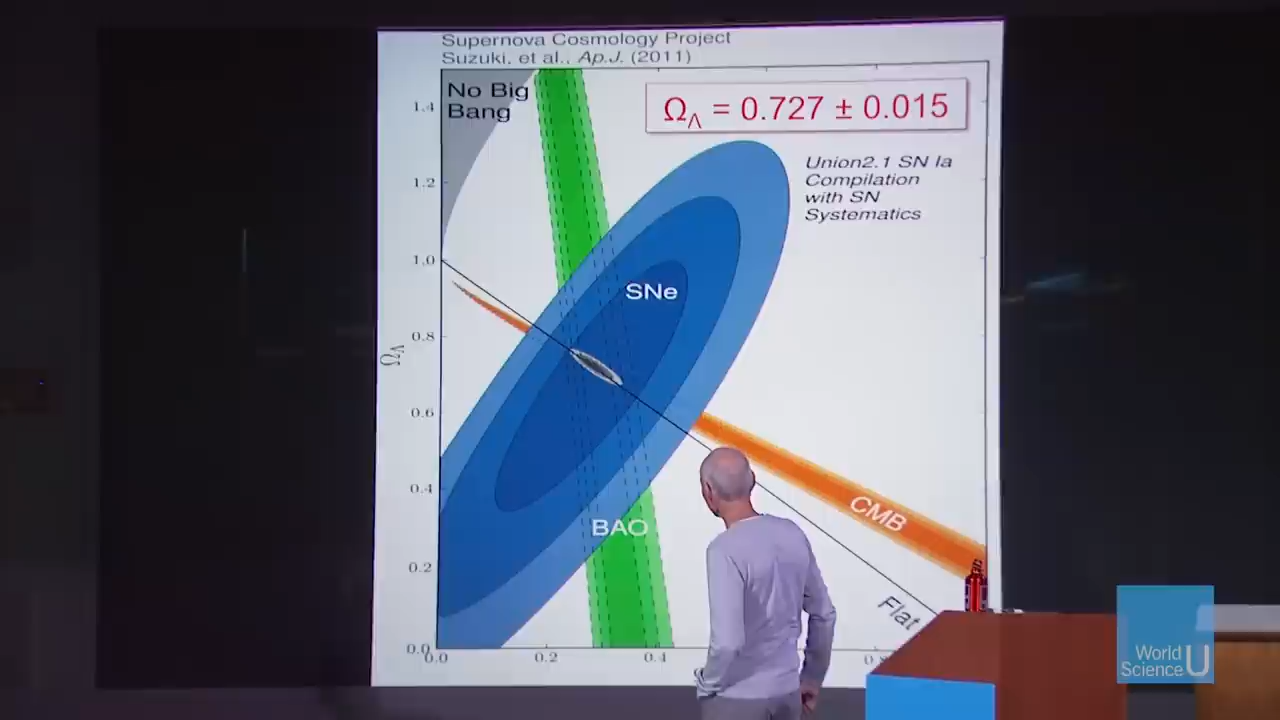 Supernova Cosmology Project
Suzuki, et al., Ap.J. (2011)
No Big
Bang
Ω_Λ = 0.727 ± 0.015
Union2.1 SN Ia
Compilation
with SN
Systematics
1.4
1.2
1.0
0.8
0.6
0.4
0.2
0.0
Ω_Λ
SNe
BAO
CMB
Flat
0.0
0.2
0.4
World
Science U